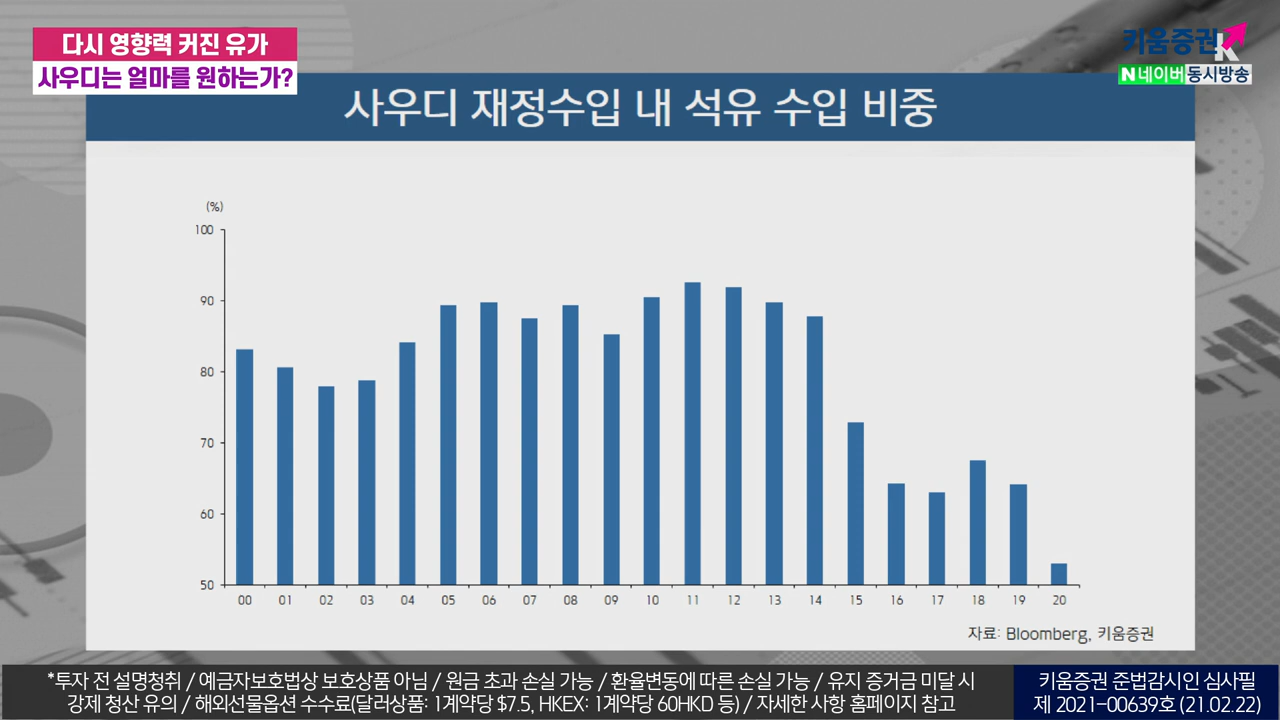 다시 영향력 커진 유가
사우디는 얼마를 원하는가?
키움증권
N 네이버 동시방송
사우디 재정수입 내 석유 수입 비중
(%)
100
90
80
70
60
50
00 01 02 03 04 05 06 07 08 09 10 11 12 13 14 15 16 17 18 19 20
자료: Bloomberg, 키움증권
*투자 전 설명청취 / 예금자보호법상 보호상품 아님 / 원금 초과 손실 가능 / 환율변동에 따른 손실 가능 / 유지 증거금 미달 시
강제 청산 유의 / 해외선물옵션 수수료(달러상품: 1계약당 $7.5, HKEX: 1계약당 60HKD 등) / 자세한 사항 홈페이지 참고
키움증권 준법감시인 심사필
제 2021-00639호 (21.02.22)